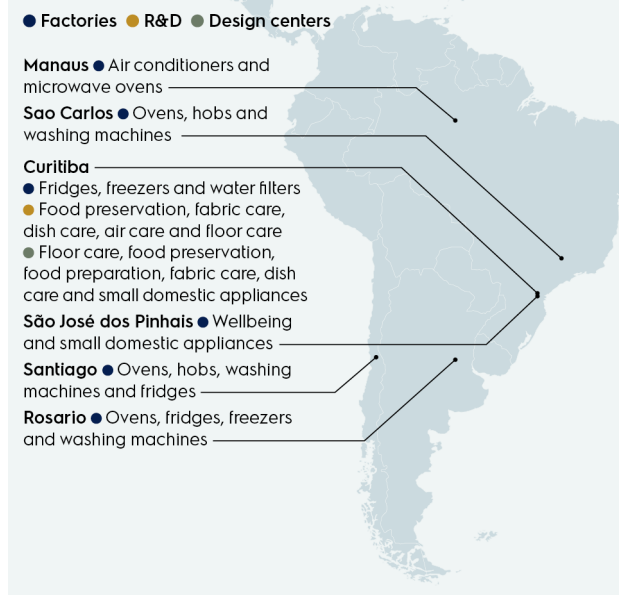 Factories R&D Design centers
Manaus Air conditioners and
microwave ovens
Sao Carlos Ovens, hobs and
washing machines
Curitiba
Fridges, freezers and water filters
Food preservation, fabric care,
dish care, air care and floor care
Floor care, food preservation,
food preparation, fabric care, dish
care and small domestic appliances
São José dos Pinhais Wellbeing
and small domestic appliances
Santiago Ovens, hobs, washing
machines and fridges
Rosario Ovens, fridges, freezers
and washing machines